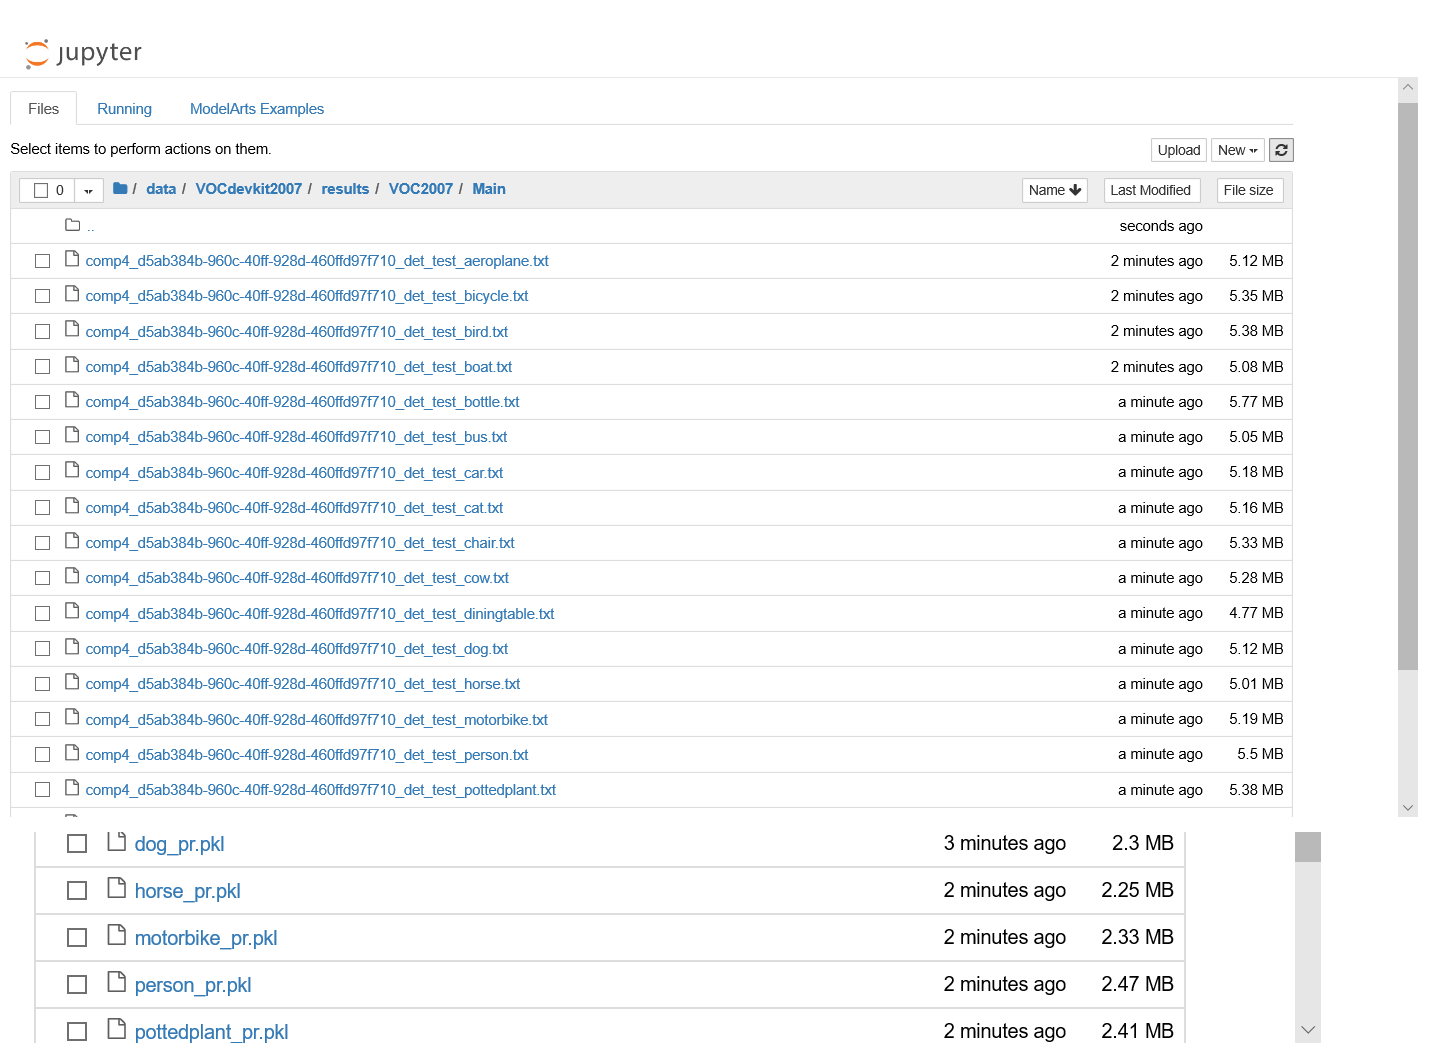 jupyter
Files Running ModelArts Examples
Select items to perform actions on them. Upload New
0 / data / VOCdevkit2007 / results / VOC2007 / Main Name Last Modified File size
.. seconds ago
comp4_d5ab384b-960c-40ff-928d-460ffd97f710_det_test_aeroplane.txt 2 minutes ago 5.12 MB
comp4_d5ab384b-960c-40ff-928d-460ffd97f710_det_test_bicycle.txt 2 minutes ago 5.35 MB
comp4_d5ab384b-960c-40ff-928d-460ffd97f710_det_test_bird.txt 2 minutes ago 5.38 MB
comp4_d5ab384b-960c-40ff-928d-460ffd97f710_det_test_boat.txt 2 minutes ago 5.08 MB
comp4_d5ab384b-960c-40ff-928d-460ffd97f710_det_test_bottle.txt a minute ago 5.77 MB
comp4_d5ab384b-960c-40ff-928d-460ffd97f710_det_test_bus.txt a minute ago 5.05 MB
comp4_d5ab384b-960c-40ff-928d-460ffd97f710_det_test_car.txt a minute ago 5.18 MB
comp4_d5ab384b-960c-40ff-928d-460ffd97f710_det_test_cat.txt a minute ago 5.16 MB
comp4_d5ab384b-960c-40ff-928d-460ffd97f710_det_test_chair.txt a minute ago 5.33 MB
comp4_d5ab384b-960c-40ff-928d-460ffd97f710_det_test_cow.txt a minute ago 5.28 MB
comp4_d5ab384b-960c-40ff-928d-460ffd97f710_det_test_diningtable.txt a minute ago 4.77 MB
comp4_d5ab384b-960c-40ff-928d-460ffd97f710_det_test_dog.txt a minute ago 5.12 MB
comp4_d5ab384b-960c-40ff-928d-460ffd97f710_det_test_horse.txt a minute ago 5.01 MB
comp4_d5ab384b-960c-40ff-928d-460ffd97f710_det_test_motorbike.txt a minute ago 5.19 MB
comp4_d5ab384b-960c-40ff-928d-460ffd97f710_det_test_person.txt a minute ago 5.5 MB
comp4_d5ab384b-960c-40ff-928d-460ffd97f710_det_test_pottedplant.txt a minute ago 5.38 MB
dog_pr.pkl 3 minutes ago 2.3 MB
horse_pr.pkl 2 minutes ago 2.25 MB
motorbike_pr.pkl 2 minutes ago 2.33 MB
person_pr.pkl 2 minutes ago 2.47 MB
pottedplant_pr.pkl 2 minutes ago 2.41 MB